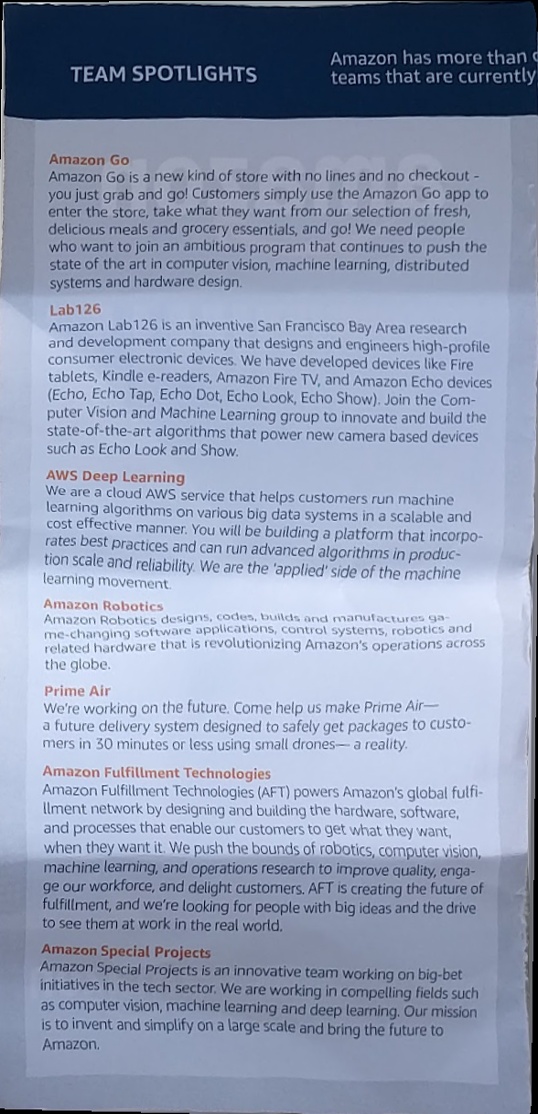 TEAM SPOTLIGHTS
Amazon has more than
teams that are currently
Amazon Go
Amazon Go is a new kind of store with no lines and no checkout -
you just grab and go! Customers simply use the Amazon Go app to
enter the store, take what they want from our selection of fresh,
delicious meals and grocery essentials, and go! We need people
who want to join an ambitious program that continues to push the
state of the art in computer vision, machine learning, distributed
systems and hardware design.
Lab126
Amazon Lab126 is an inventive San Francisco Bay Area research
and development company that designs and engineers high-profile
consumer electronic devices. We have developed devices like Fire
tablets, Kindle e-readers, Amazon Fire TV, and Amazon Echo devices
(Echo, Echo Tap, Echo Dot, Echo Look, Echo Show). Join the Com-
puter Vision and Machine Learning group to innovate and build the
state-of-the-art algorithms that power new camera based devices
such as Echo Look and Show.
AWS Deep Learning
We are a cloud AWS service that helps customers run machine
learning algorithms on various big data systems in a scalable and
cost effective manner. You will be building a platform that incorpo-
rates best practices and can run advanced algorithms in produc-
tion scale and reliability. We are the 'applied' side of the machine
learning movement.
Amazon Robotics
Amazon Robotics designs, codes, builds and manufactures ga-
me-changing software applications, control systems, robotics and
related hardware that is revolutionizing Amazon's operations across
the globe.
Prime Air
We're working on the future. Come help us make Prime Air—
a future delivery system designed to safely get packages to custo-
mers in 30 minutes or less using small drones— a reality.
Amazon Fulfillment Technologies
Amazon Fulfillment Technologies (AFT) powers Amazon's global fulfi-
llment network by designing and building the hardware, software,
and processes that enable our customers to get what they want,
when they want it. We push the bounds of robotics, computer vision,
machine learning, and operations research to improve quality, enga-
ge our workforce, and delight customers. AFT is creating the future of
fulfillment, and we're looking for people with big ideas and the drive
to see them at work in the real world.
Amazon Special Projects
Amazon Special Projects is an innovative team working on big-bet
initiatives in the tech sector. We are working in compelling fields such
as computer vision, machine learning and deep learning. Our mission
is to invent and simplify on a large scale and bring the future to
Amazon.